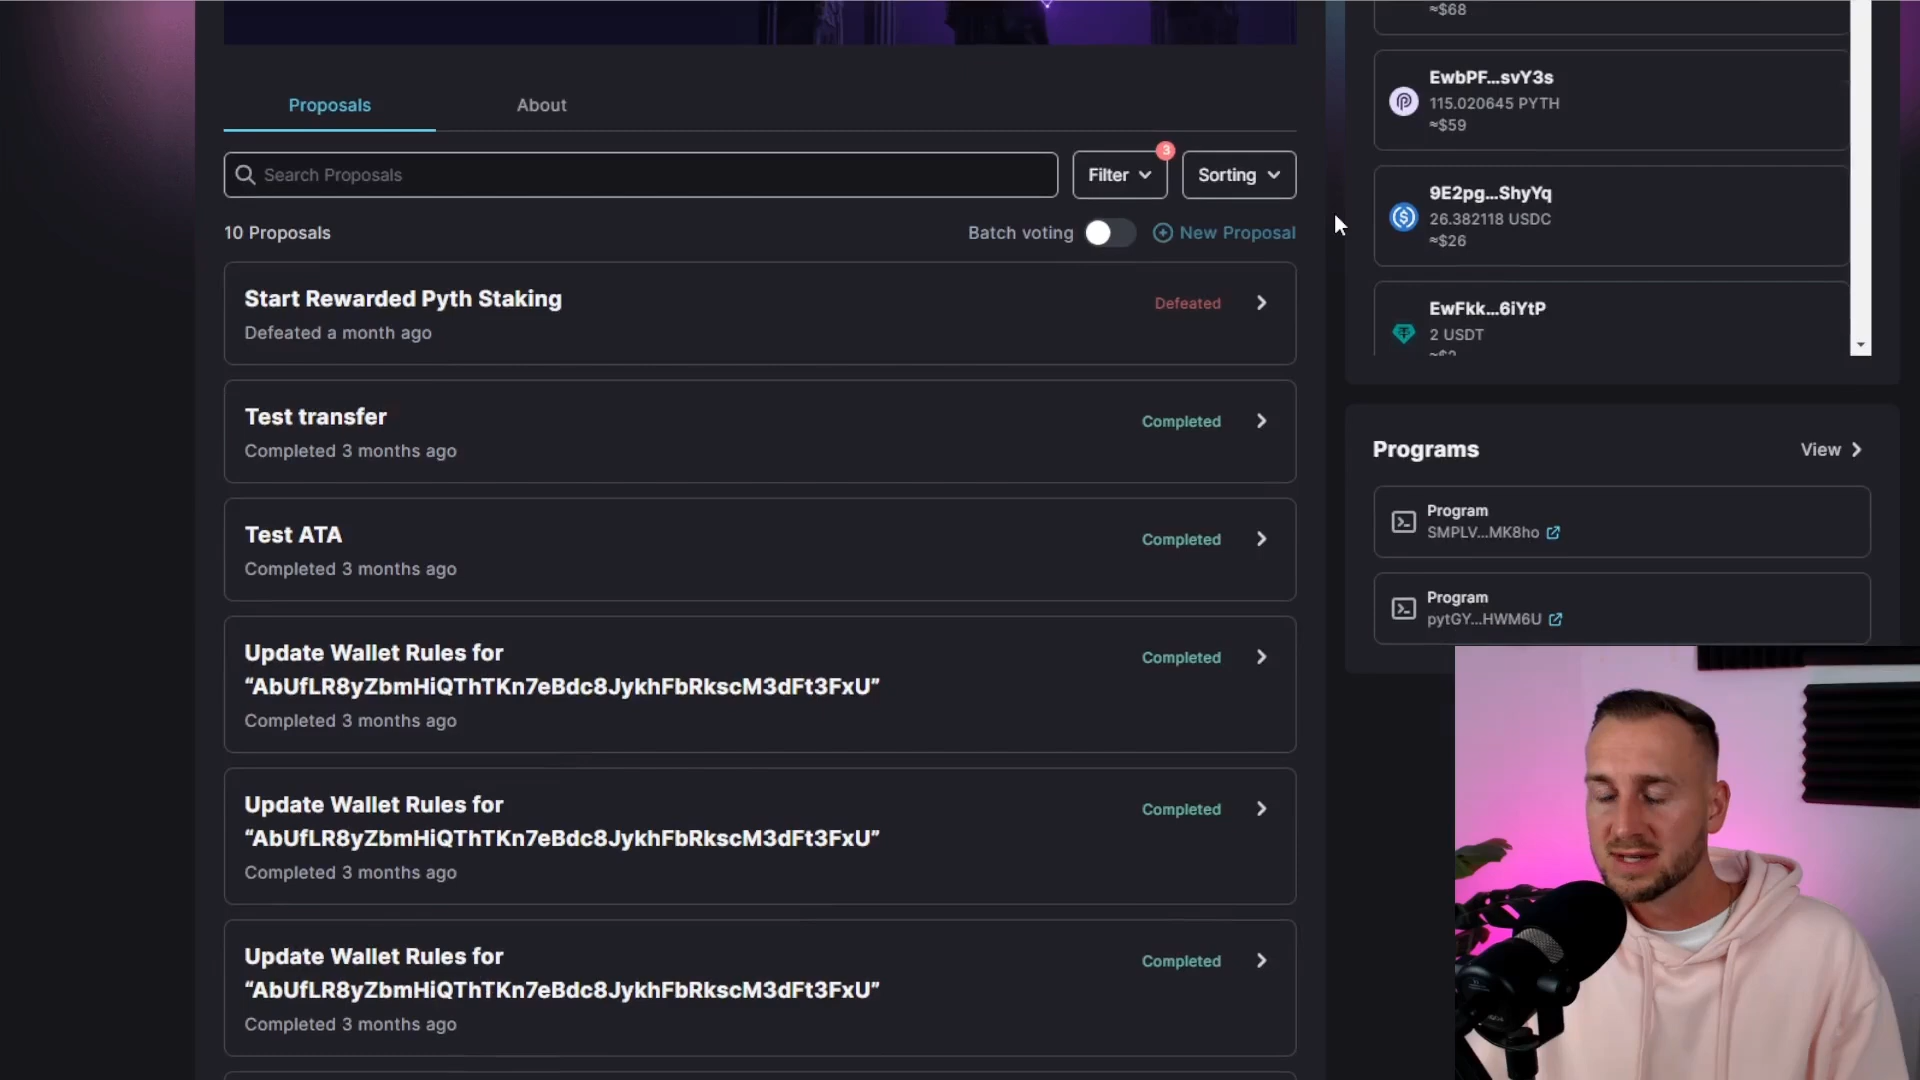 Proposals
About
Search Proposals
Filter
3
Sorting
10 Proposals
Batch voting
New Proposal
Start Rewarded Pyth Staking
Defeated a month ago
Defeated
Test transfer
Completed 3 months ago
Completed
Test ATA
Completed 3 months ago
Completed
Update Wallet Rules for
“AbUfLR8yZbmHiQThTKn7eBdc8JykhFbRkscM3dFt3FxU”
Completed 3 months ago
Completed
Update Wallet Rules for
“AbUfLR8yZbmHiQThTKn7eBdc8JykhFbRkscM3dFt3FxU”
Completed 3 months ago
Completed
Update Wallet Rules for
“AbUfLR8yZbmHiQThTKn7eBdc8JykhFbRkscM3dFt3FxU”
Completed 3 months ago
Completed
≈$68
EwbPF...svY3s
115.020645 PYTH
≈$59
9E2pg...ShyYq
26.382118 USDC
≈$26
EwFkk...6iYtP
2 USDT
≈$2
Programs
View
Program
SMPLV...MK8ho
Program
pytGY...HWM6U